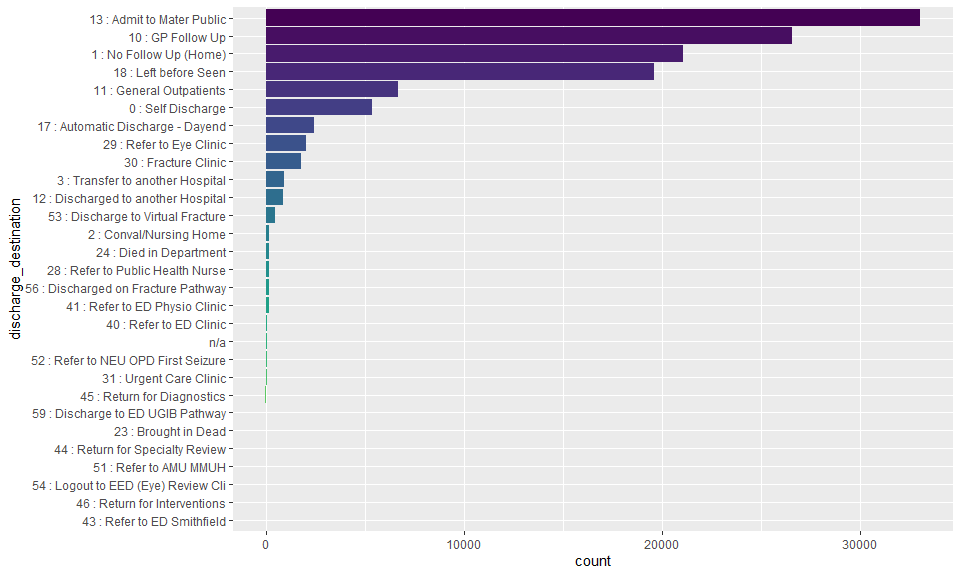 13 : Admit to Mater Public
10 : GP Follow Up
1 : No Follow Up (Home)
18 : Left before Seen
11 : General Outpatients
0 : Self Discharge
17 : Automatic Discharge - Dayend
29 : Refer to Eye Clinic
30 : Fracture Clinic
3 : Transfer to another Hospital
12 : Discharged to another Hospital
53 : Discharge to Virtual Fracture
2 : Conval/Nursing Home
24 : Died in Department
28 : Refer to Public Health Nurse
56 : Discharged on Fracture Pathway
41 : Refer to ED Physio Clinic
40 : Refer to ED Clinic
n/a
52 : Refer to NEU OPD First Seizure
31 : Urgent Care Clinic
45 : Return for Diagnostics
59 : Discharge to ED UGIB Pathway
23 : Brought in Dead
44 : Return for Specialty Review
51 : Refer to AMU MMUH
54 : Logout to EED (Eye) Review Cli
46 : Return for Interventions
43 : Refer to ED Smithfield
discharge_destination
0 10000 20000 30000
count